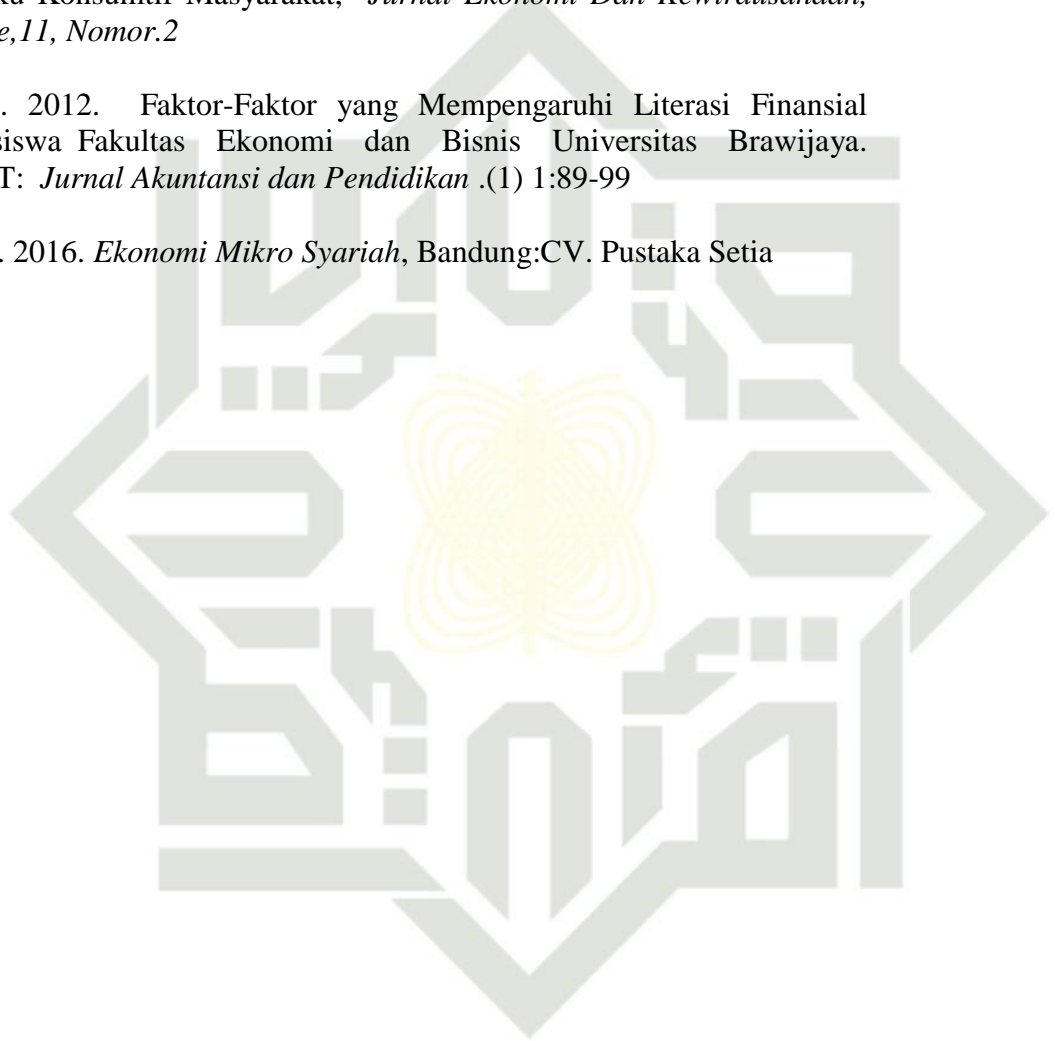 Konsumtif Masyarakat," Jurnal Ekonomi Dan Kewirausahaan,
11, Nomor.2
2012. Faktor-Faktor yang Mempengaruhi Literasi Finansial
Fakultas Ekonomi dan Bisnis Universitas Brawijaya.
Jurnal Akuntansi dan Pendidikan .(1) 1:89-99
. 2016. Ekonomi Mikro Syariah, Bandung:CV. Pustaka Setia